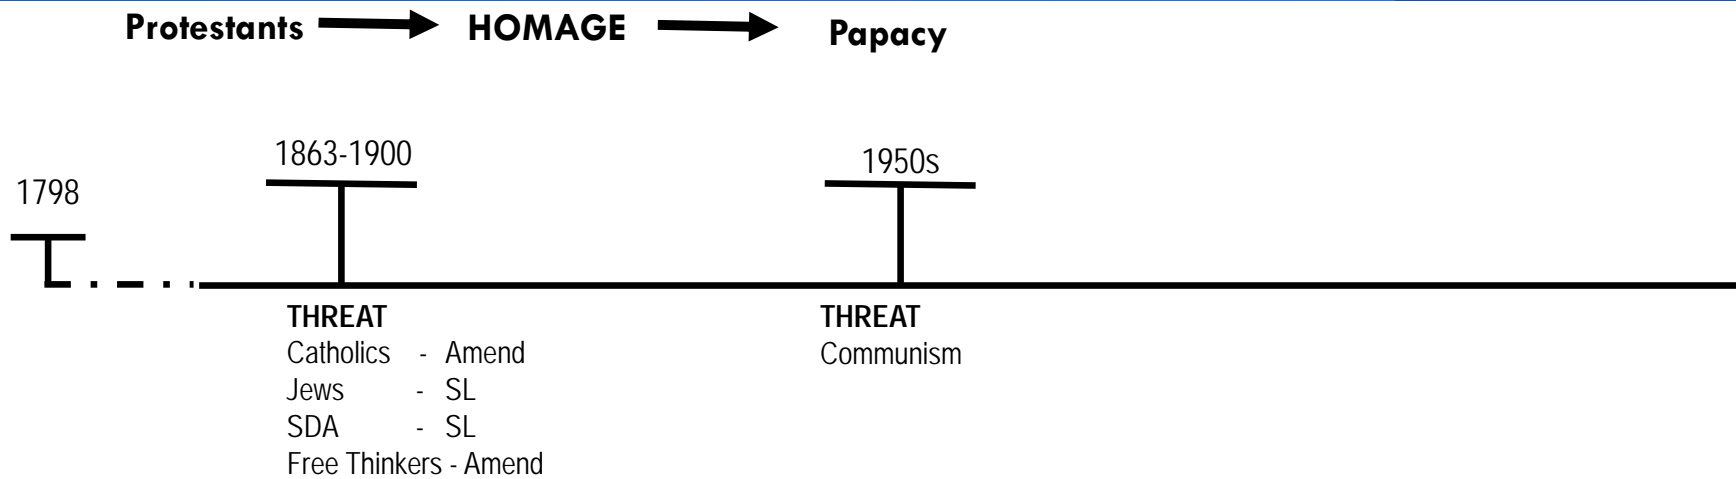 Protestants HOMAGE Papacy
1863-1900
1950s
1798
THREAT
Catholics - Amend
Jews - SL
SDA - SL
Free Thinkers - Amend
THREAT
Communism